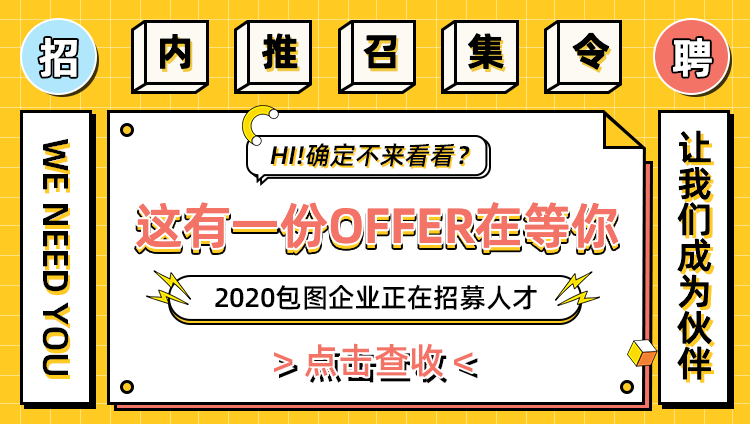 招
内推召集令
聘
WE NEED YOU
HI!确定不来看看?
这有一份OFFER在等你
2020包图企业正在招募人才
>点击查收<
让我们成为伙伴